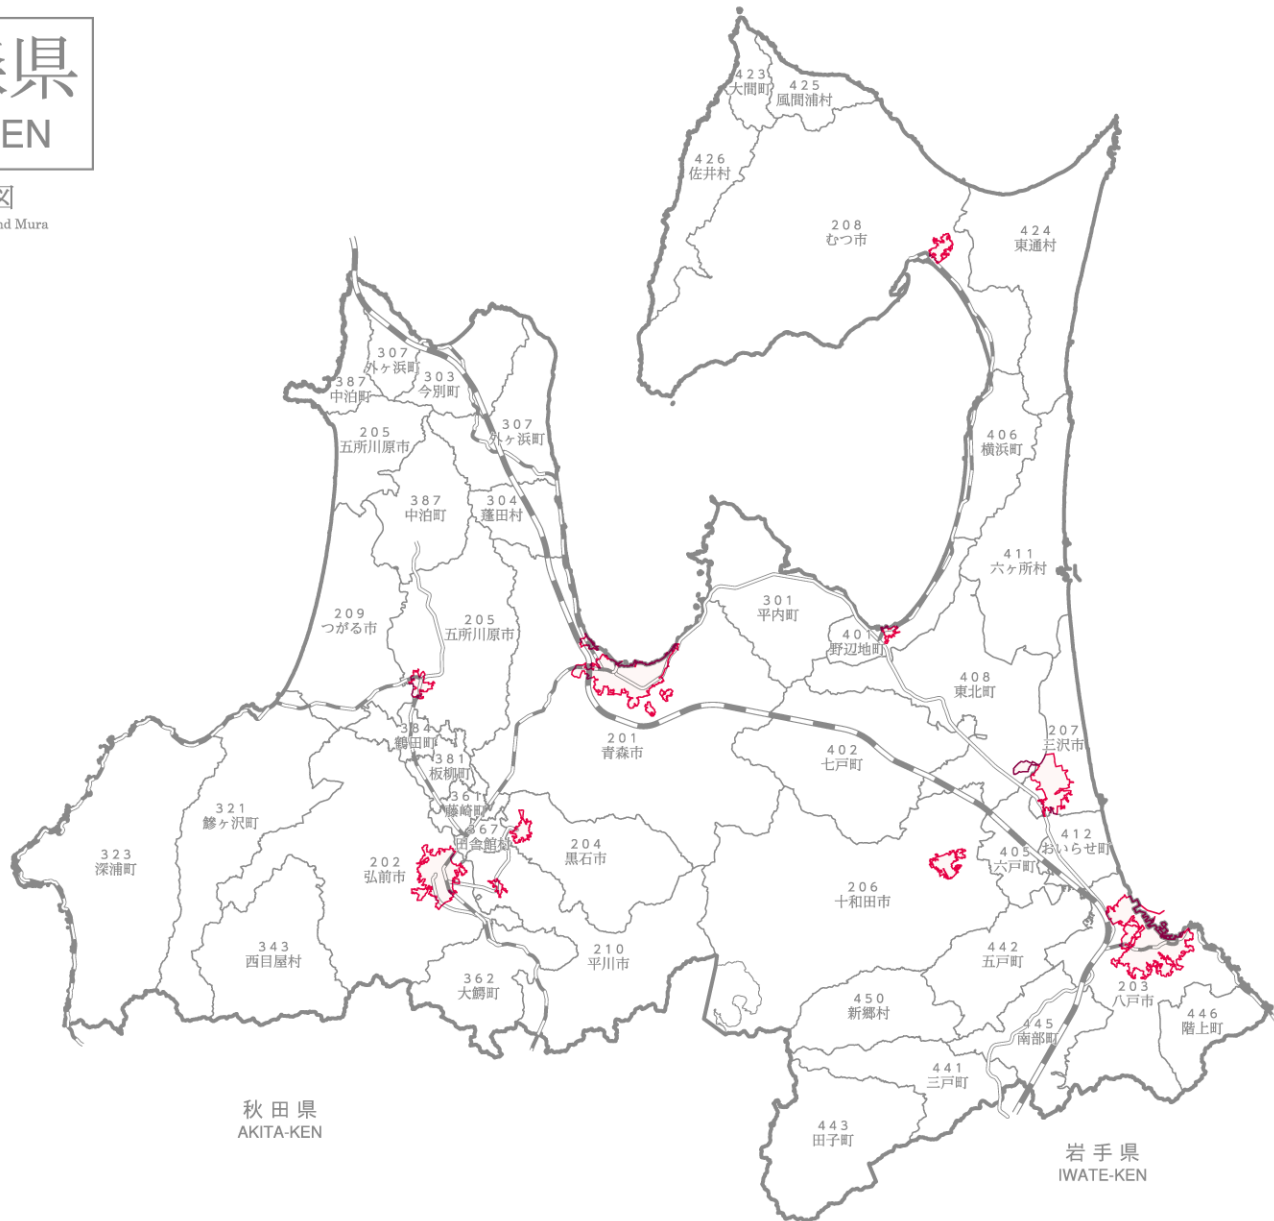 県
EN
図
nd Mura
423
大間町
425
風間浦村
426
佐井村
208
むつ市
424
東通村
307
外ヶ浜町
387
中泊町
303
今別町
205
五所川原市
307
外ヶ浜町
406
横浜町
387
中泊町
304
蓬田村
411
六ヶ所村
209
つがる市
205
五所川原市
301
平内町
401
野辺地町
408
東北町
384
鶴田町
201
青森市
402
七戸町
207
三沢市
381
板柳町
361
藤崎町
321
鰺ヶ沢町
367
田舎館村
204
黒石市
412
おいらせ町
405
六戸町
323
深浦町
202
弘前市
206
十和田市
343
西目屋村
210
平川市
442
五戸町
362
大鰐町
203
八戸市
450
新郷村
446
階上町
445
南部町
441
三戸町
443
田子町
秋田県
AKITA-KEN
岩手県
IWATE-KEN